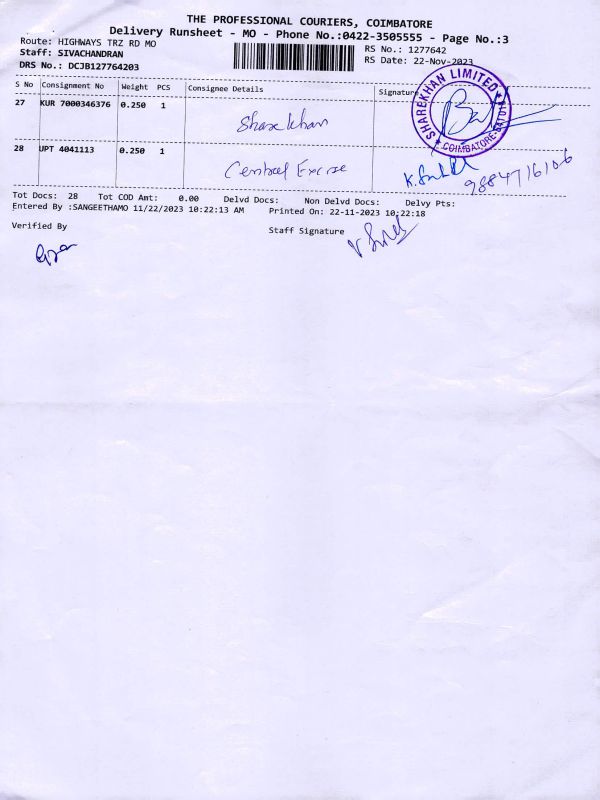 THE PROFESSIONAL COURIERS, COIMBATORE
Delivery Runsheet - MO - Phone No.:0422-3505555 - Page No.:3
Route: HIGHWAYS TRZ RD MO
RS No.: 1277642
Staff: SIVACHANDRAN
RS Date: 22-Nov-2023
DRS No.: DCJB127764203
S No Consignment No Weight PCS Consignee Details Signature
27 KUR 7000346376 0.250 1 Sharekhan
SHAREKHAN LIMITED
COIMBATORE
28 UPT 4041113 0.250 1 Central Excise
9884716106
Tot Docs: 28 Tot COD Amt: 0.00 Delvd Docs: Non Delvd Docs: Delvy Pts:
Entered By :SANGEETHAMO 11/22/2023 10:22:13 AM Printed On: 22-11-2023 10:22:18
Verified By
Staff Signature